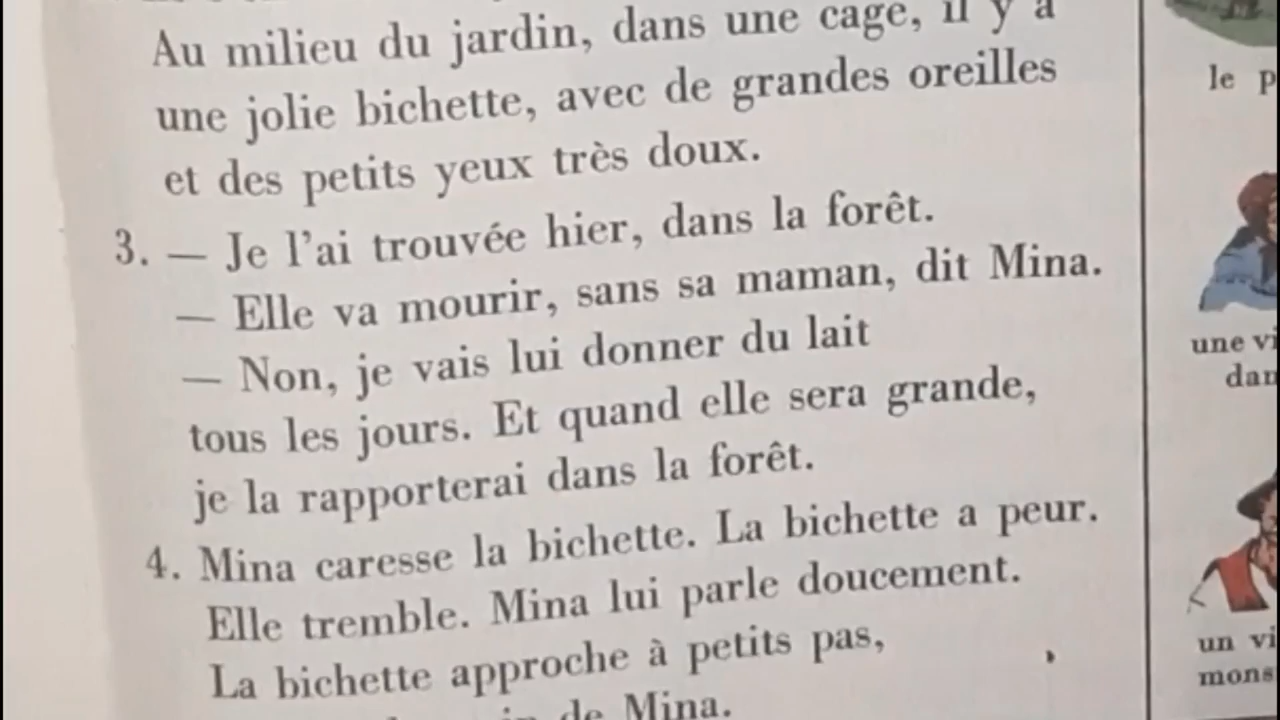 Au milieu du jardin, dans une cage, il y a
une jolie bichette, avec de grandes oreilles
et des petits yeux très doux.
3. — Je l'ai trouvée hier, dans la forêt.
— Elle va mourir, sans sa maman, dit Mina.
— Non, je vais lui donner du lait
tous les jours. Et quand elle sera grande,
je la rapporterai dans la forêt.
4. Mina caresse la bichette. La bichette a peur.
Elle tremble. Mina lui parle doucement.
La bichette approche à petits pas,
de Mina.
le
une
un